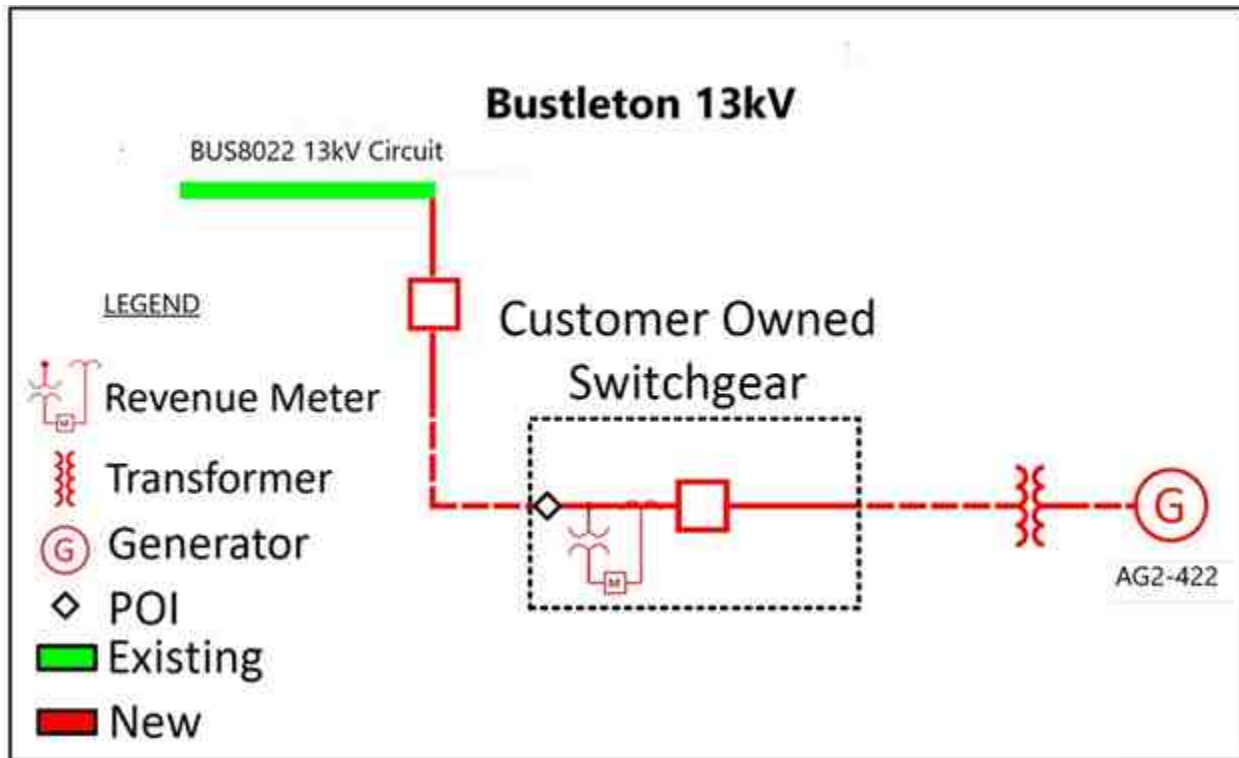 Bustleton 13kV
BUS8022 13kV Circuit
LEGEND
Customer Owned
Switchgear
Revenue Meter
Transformer
Generator
POI
Existing
New
M
M
G
G
AG2-422